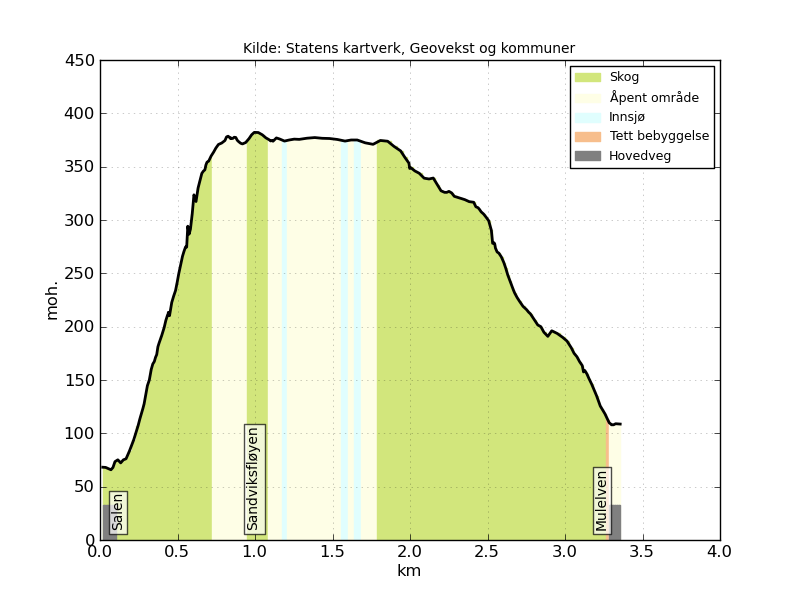 Kilde: Statens kartverk, Geovekst og kommuner
450
400
350
300
250
200
150
100
50
0
moh.
Skog
Åpent område
Innsjø
Tett bebyggelse
Hovedveg
Salen
Sandviksfløyen
Mulelven
0.0 0.5 1.0 1.5 2.0 2.5 3.0 3.5 4.0
km